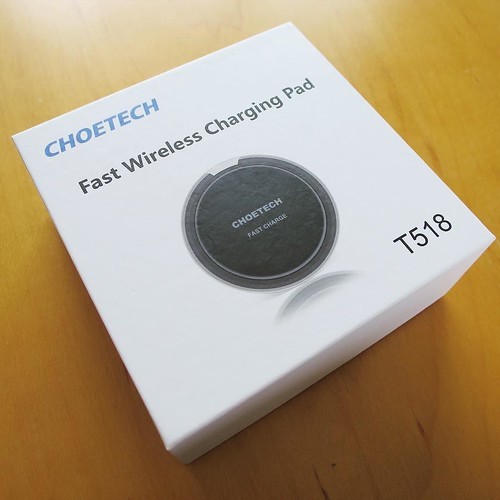 CHOETECH
Fast Wireless Charging Pad
CHOETECH
FAST CHARGE
T518